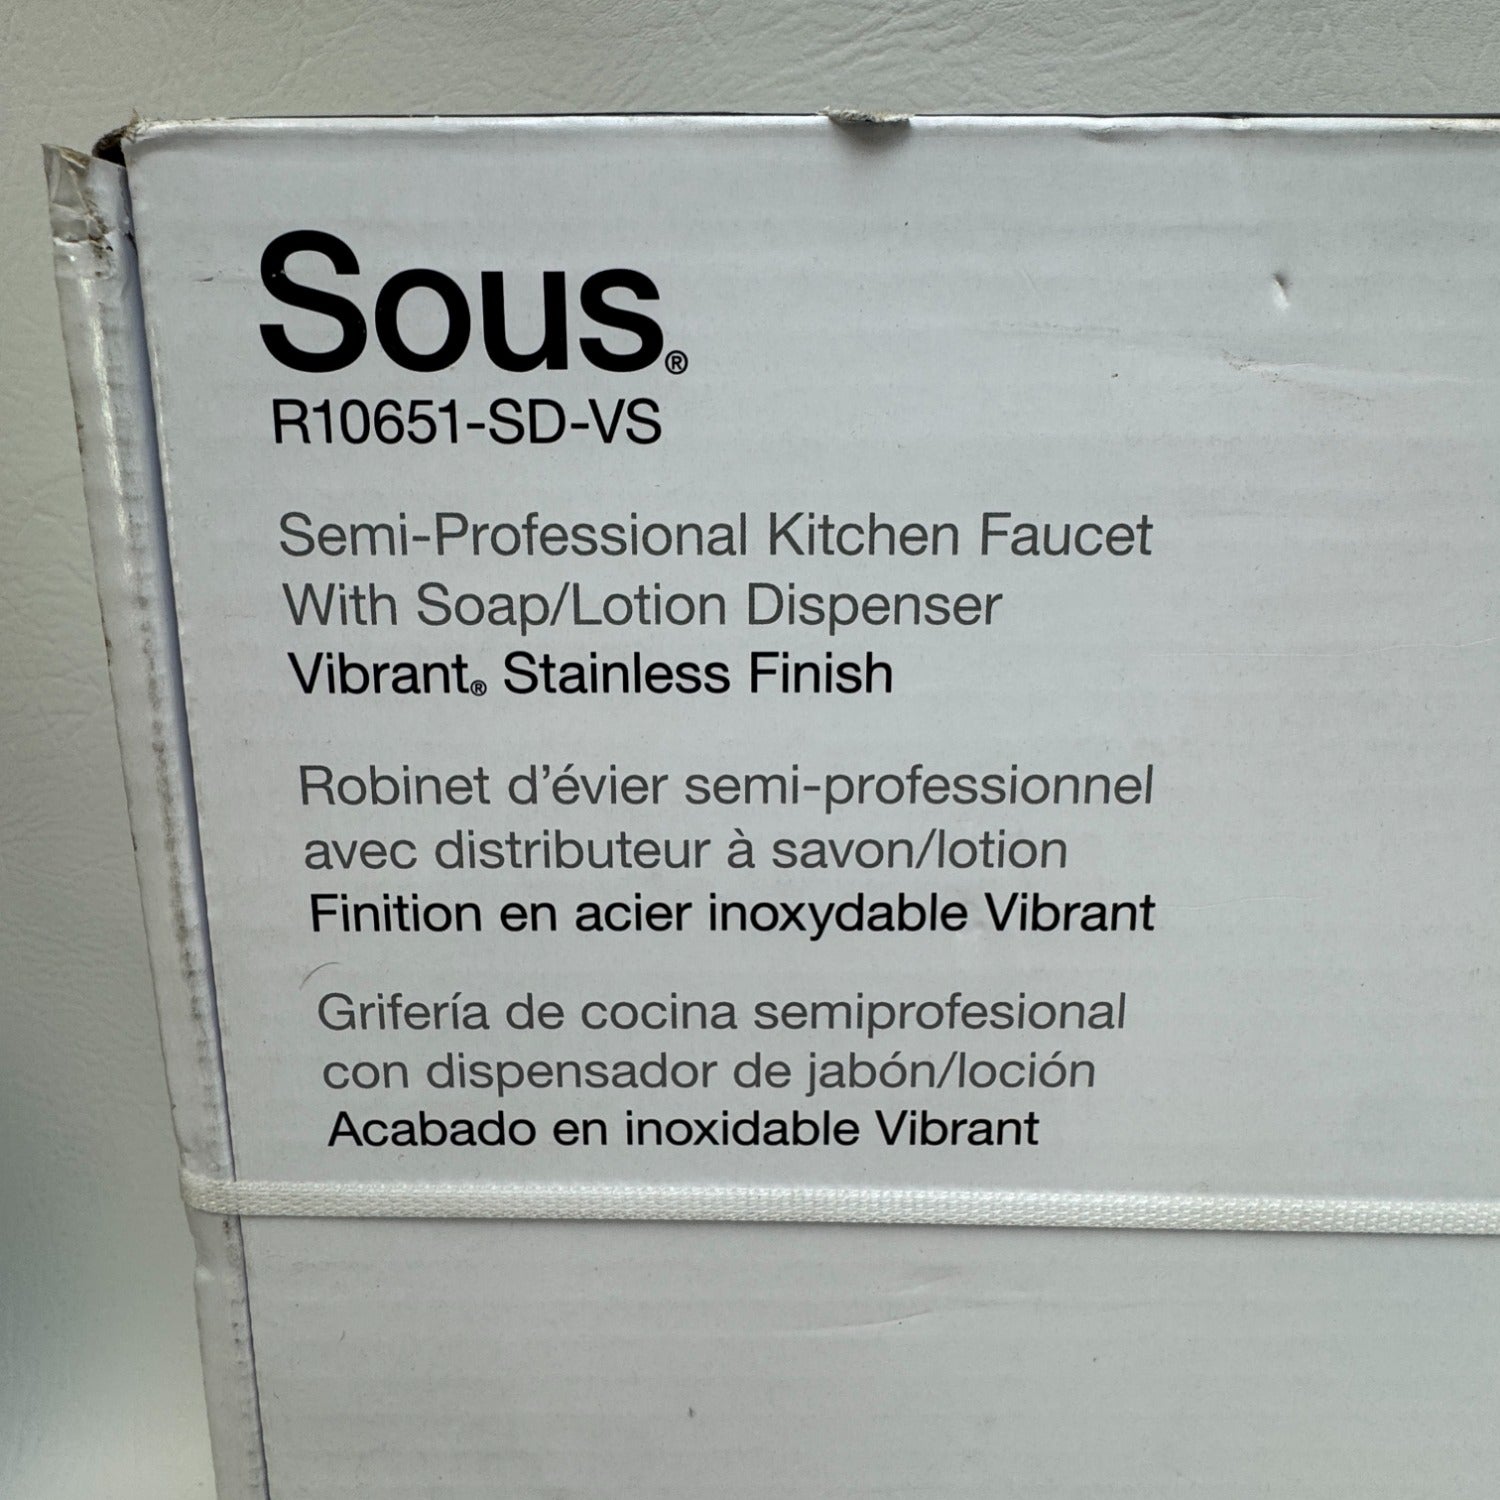 Sous®
R10651-SD-VS
Semi-Professional Kitchen Faucet
With Soap/Lotion Dispenser
Vibrant® Stainless Finish
Robinet d’évier semi-professionnel
avec distributeur à savon/lotion
Finition en acier inoxydable Vibrant
Grifería de cocina semiprofesional
con dispensador de jabón/loción
Acabado en inoxidable Vibrant